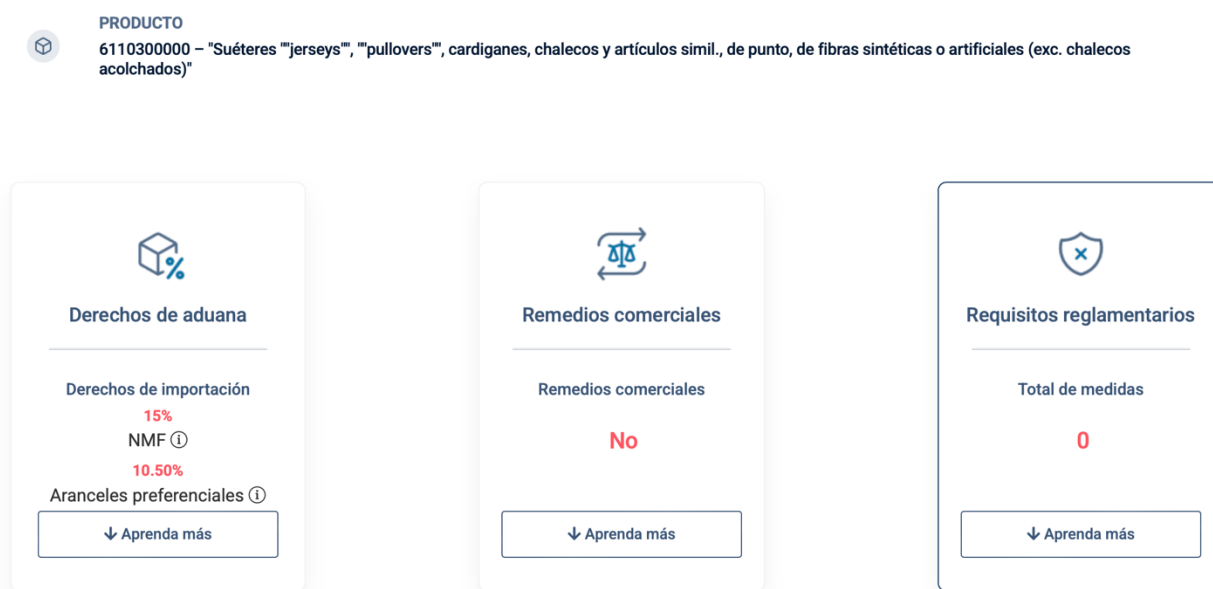 PRODUCTO
6110300000 – "Suéteres ""jerseys"", ""pullovers"", cardiganes, chalecos y artículos simil., de punto, de fibras sintéticas o artificiales (exc. chalecos
acolchados)"
Derechos de aduana
Derechos de importación
15%
NMF
10.50%
Aranceles preferenciales
Aprenda más
Remedios comerciales
Remedios comerciales
No
Aprenda más
Requisitos reglamentarios
Total de medidas
0
Aprenda más